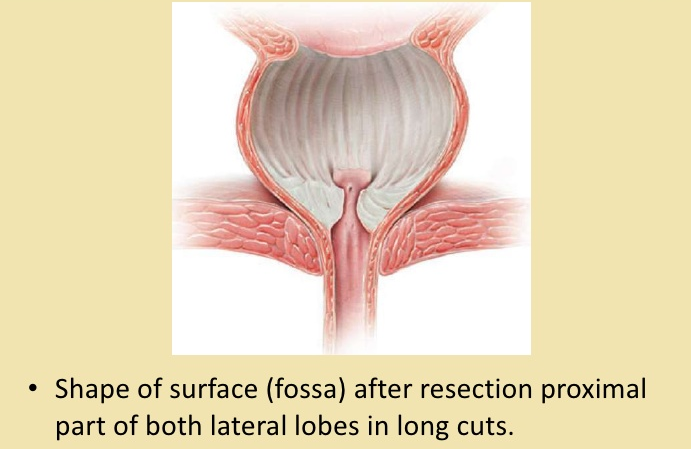 • Shape of surface (fossa) after resection proximal
part of both lateral lobes in long cuts.